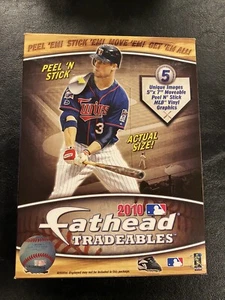 PEEL 'EM! STICK 'EM! MOVE 'EM! GET 'EM ALL!
PEEL 'N
STICK
5
Unique Images
5" x 7" Moveable
Peel N' Stick
MLB Vinyl
Graphics
Twins
3
ACTUAL
SIZE!
2010
Fathead
TRADEABLES